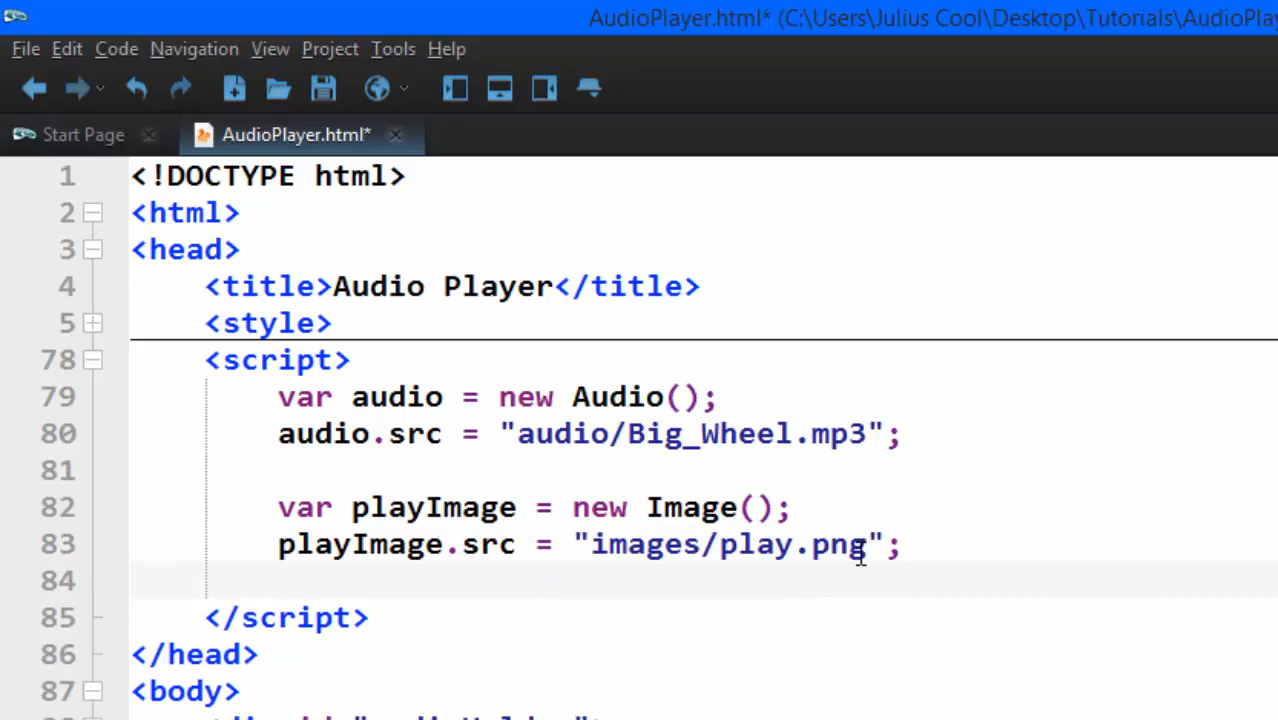 AudioPlayer.html* (C:\Users\Julius Cool\Desktop\Tutorials\AudioPlay
File Edit Code Navigation View Project Tools Help
Start Page AudioPlayer.html*
1 <!DOCTYPE html>
2 <html>
3 <head>
4 <title>Audio Player</title>
5 <style>
78 <script>
79 var audio = new Audio();
80 audio.src = "audio/Big_Wheel.mp3";
81
82 var playImage = new Image();
83 playImage.src = "images/play.png";
84
85 </script>
86 </head>
87 <body>